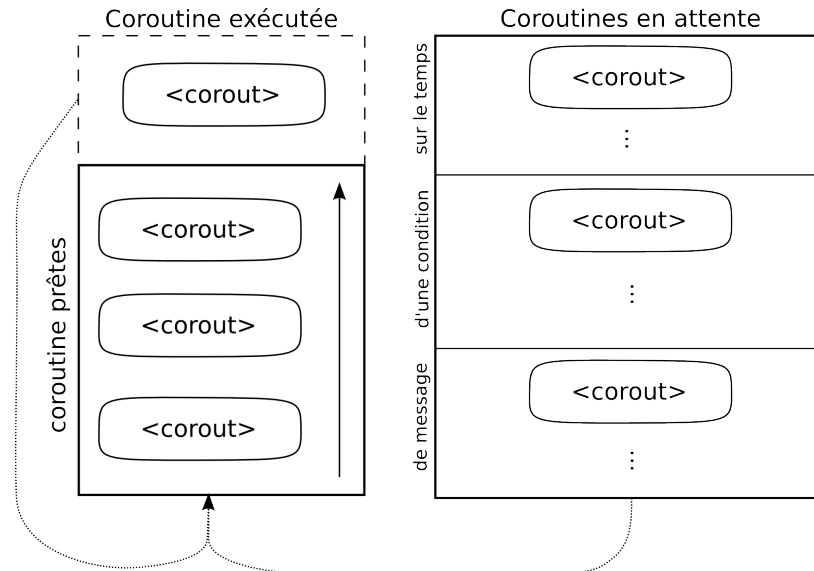 Coroutine exécutée
<corout>
coroutine prêtes
<corout>
<corout>
<corout>
Coroutines en attente
sur le temps
<corout>
...
d'une condition
<corout>
...
de message
<corout>
...